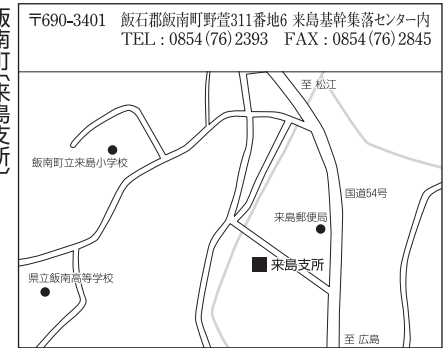 飯南町〔来島支所〕
〒690-3401 飯石郡飯南町野萱311番地6 来島基幹集落センター内
TEL : 0854(76)2393 FAX : 0854(76)2845
至 松江
飯南町立来島小学校
国道54号
来島郵便局
来島支所
県立飯南高等学校
至 広島